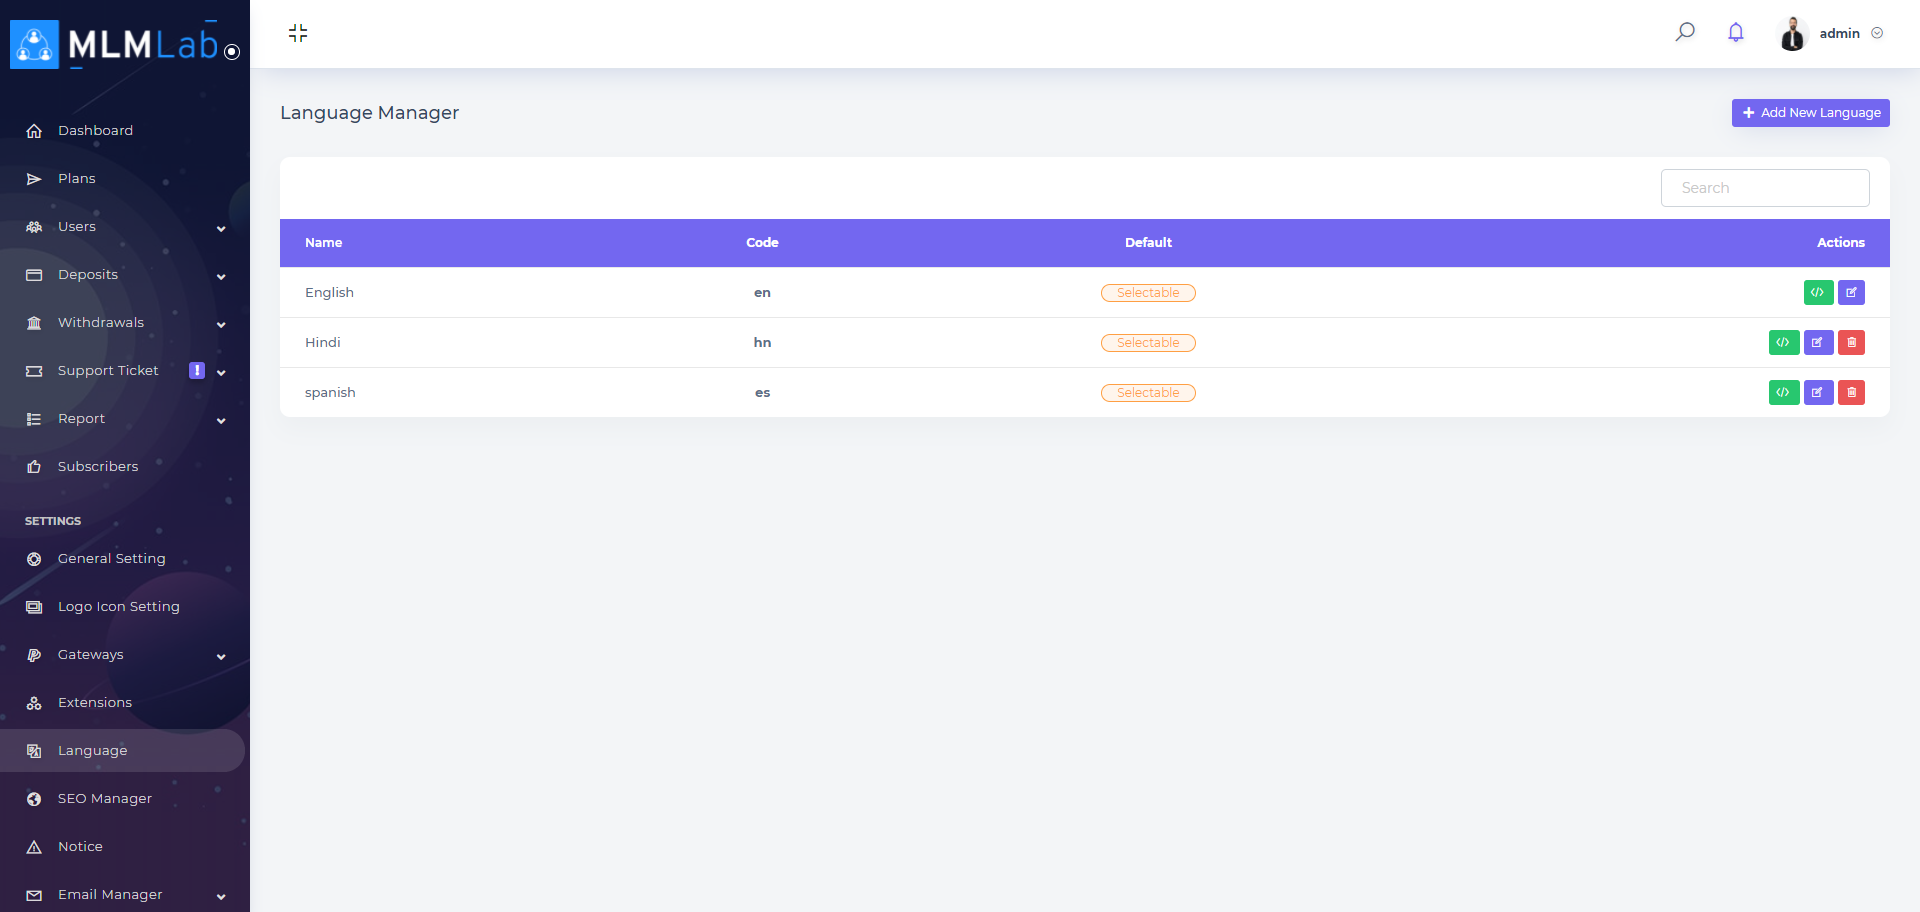 MLMLab
admin
Dashboard
Plans
Users
Deposits
Withdrawals
Support Ticket !
Report
Subscribers
SETTINGS
General Setting
Logo Icon Setting
Gateways
Extensions
Language
SEO Manager
Notice
Email Manager
Language Manager
Add New Language
Search
Name Code Default Actions
English en Selectable
Hindi hn Selectable
spanish es Selectable